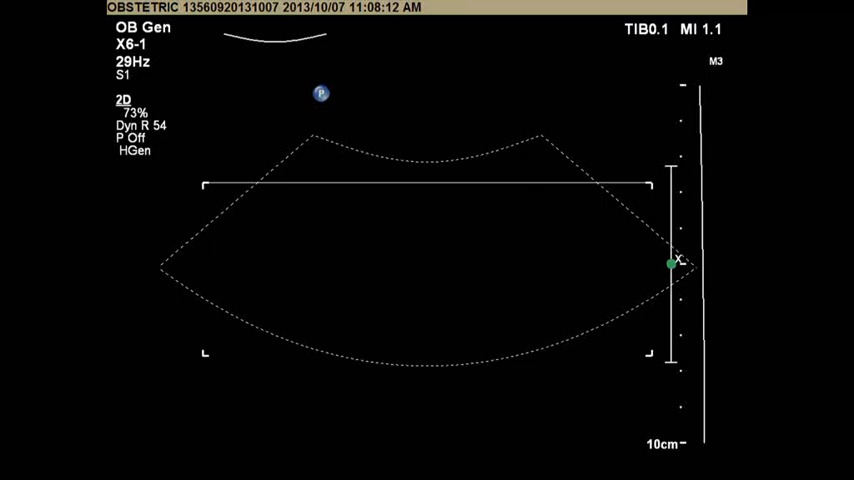 OBSTETRIC 13560920131007 2013/10/07 11:08:12 AM
OB Gen
X6-1
29Hz
S1
2D
73%
Dyn R 54
P Off
HGen
TIB0.1 MI 1.1
M3
P
X
10cm